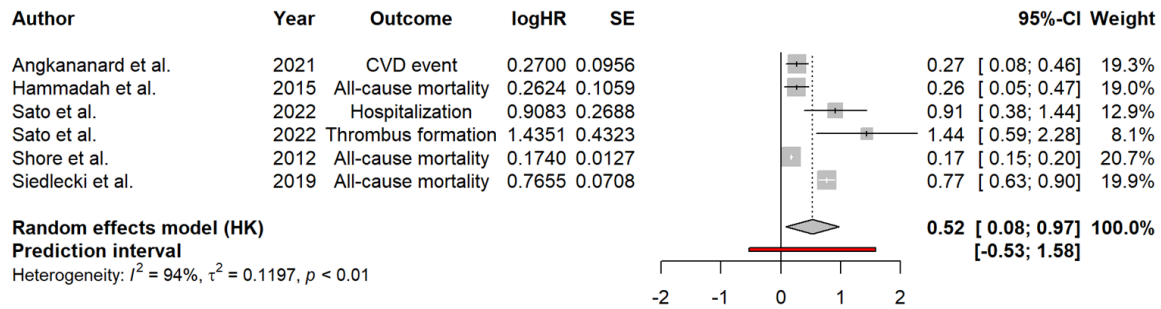 Author Year Outcome logHR SE 95%-CI Weight
Angkananard et al. 2021 CVD event 0.2700 0.0956 0.27 [ 0.08; 0.46] 19.3%
Hammadah et al. 2015 All-cause mortality 0.2624 0.1059 0.26 [ 0.05; 0.47] 19.0%
Sato et al. 2022 Hospitalization 0.9083 0.2688 0.91 [ 0.38; 1.44] 12.9%
Sato et al. 2022 Thrombus formation 1.4351 0.4323 1.44 [ 0.59; 2.28] 8.1%
Shore et al. 2012 All-cause mortality 0.1740 0.0127 0.17 [ 0.15; 0.20] 20.7%
Siedlecki et al. 2019 All-cause mortality 0.7655 0.0708 0.77 [ 0.63; 0.90] 19.9%
Random effects model (HK) 0.52 [ 0.08; 0.97] 100.0%
Prediction interval [-0.53; 1.58]
Heterogeneity: I² = 94%, τ² = 0.1197, p < 0.01
-2 -1 0 1 2